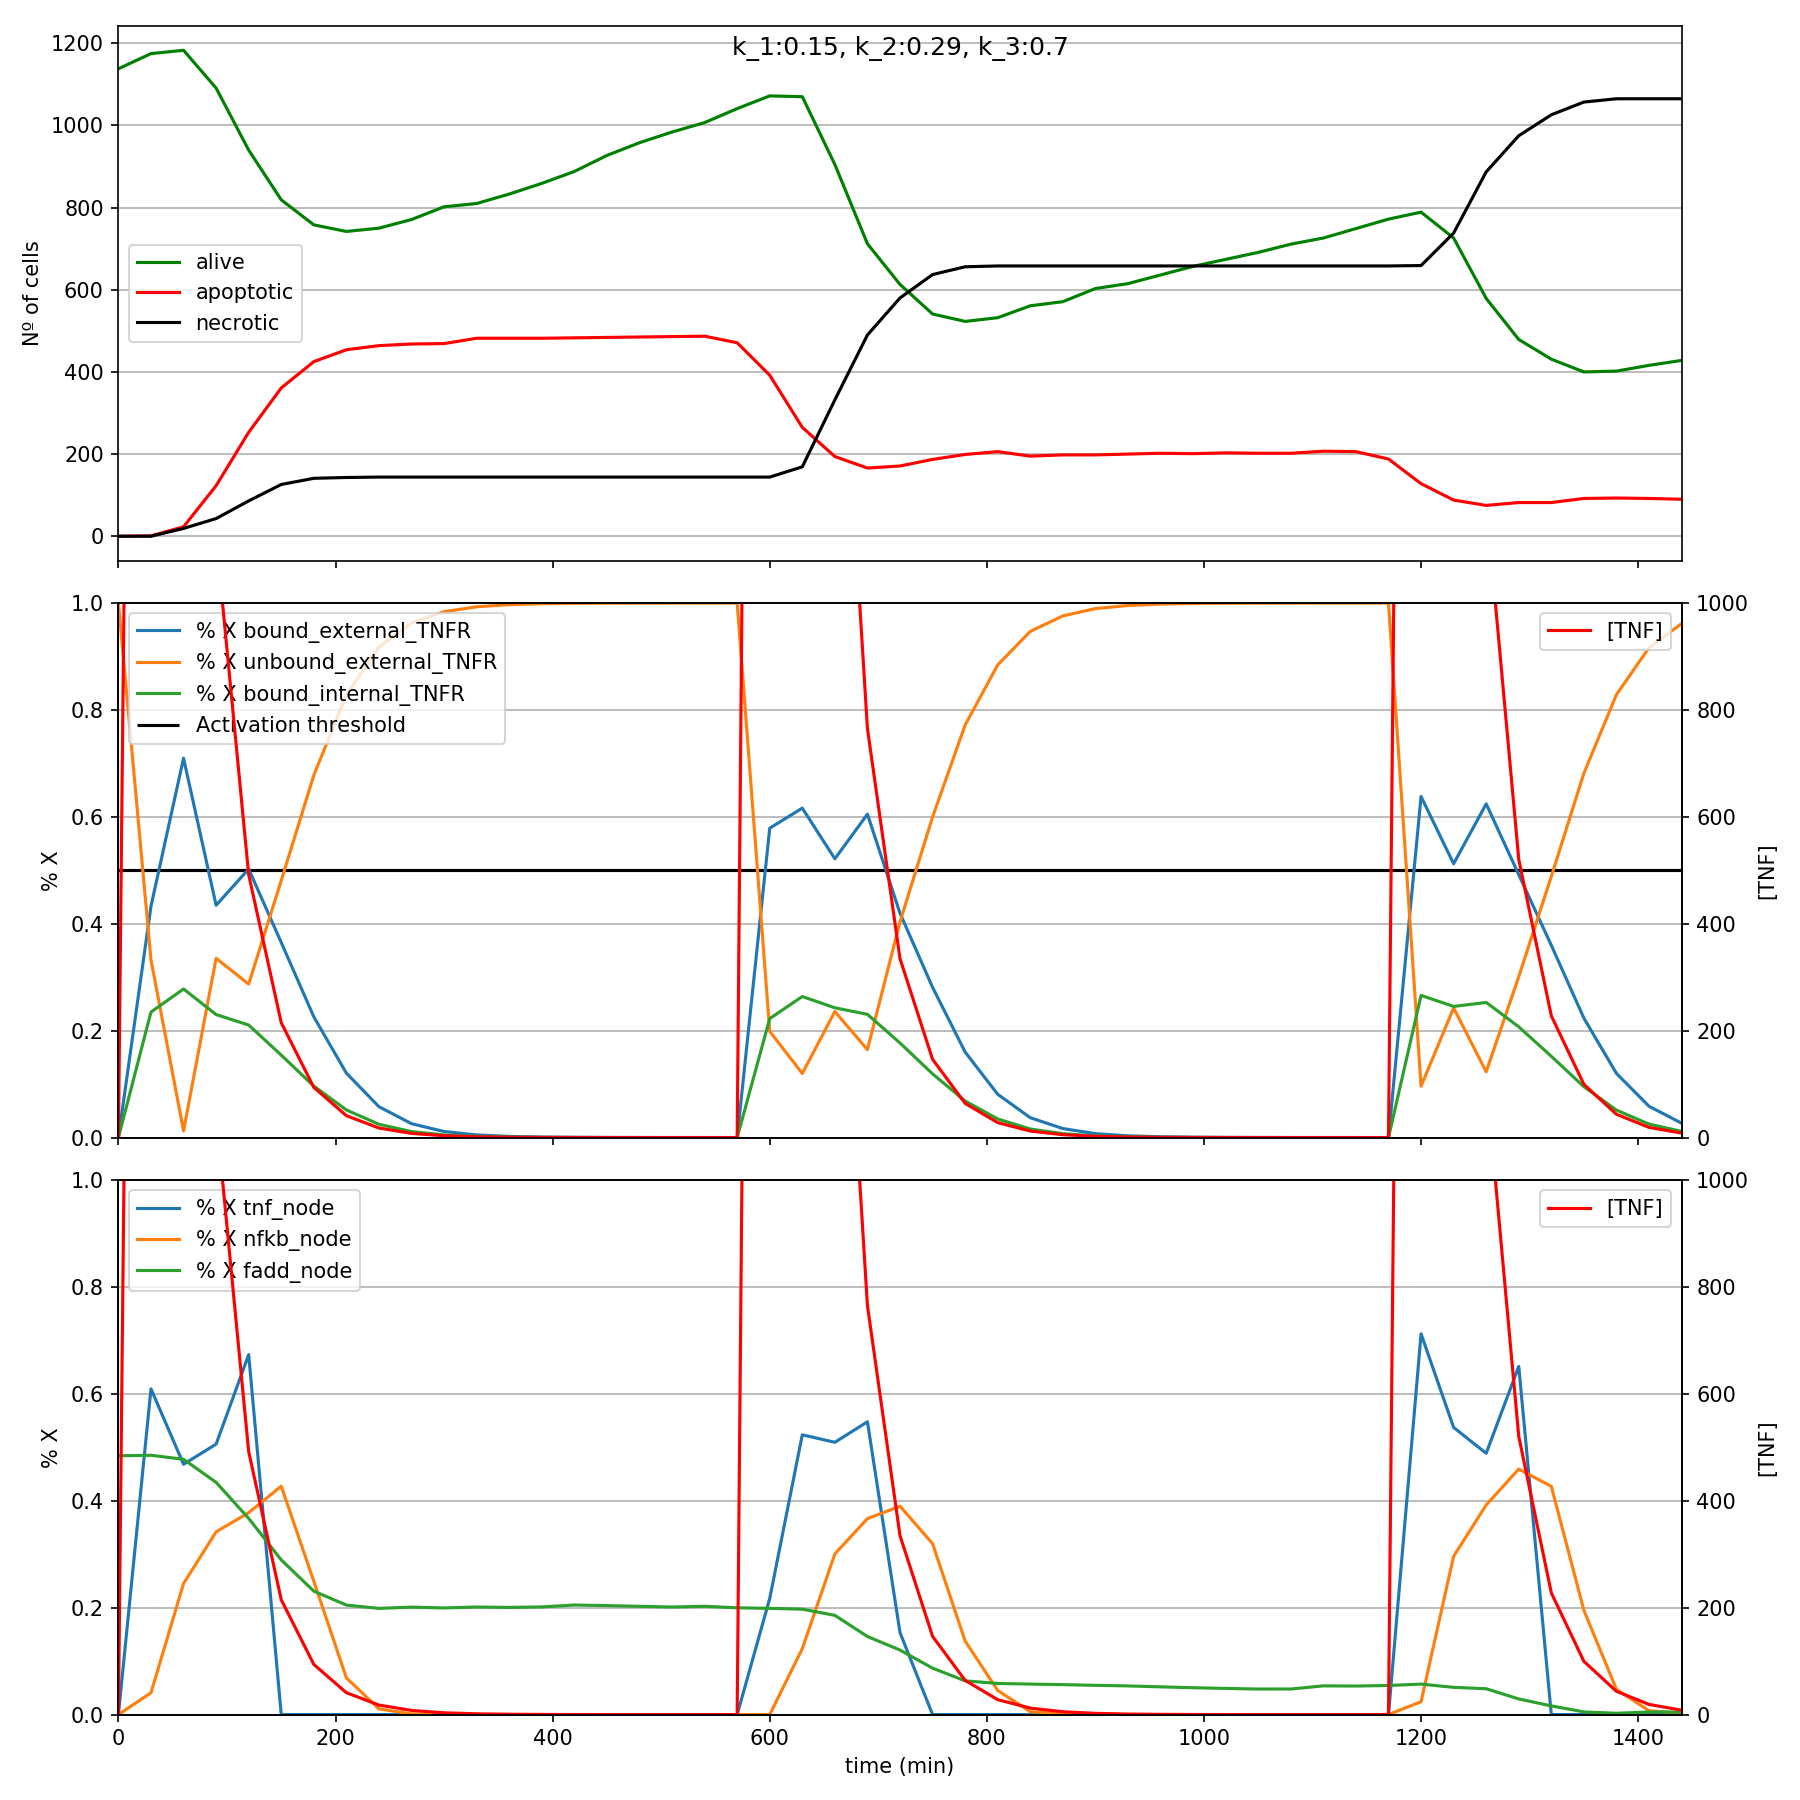 k_1:0.15, k_2:0.29, k_3:0.7
1200
1000
800
600
400
200
0
Nº of cells
alive
apoptotic
necrotic
1.0
0.8
0.6
0.4
0.2
0.0
% X
% X bound_external_TNFR
% X unbound_external_TNFR
% X bound_internal_TNFR
Activation threshold
[TNF]
1000
800
600
400
200
0
[TNF]
1.0
0.8
0.6
0.4
0.2
0.0
% X
% X tnf_node
% X nfkb_node
% X fadd_node
[TNF]
1000
800
600
400
200
0
[TNF]
0 200 400 600 800 1000 1200 1400
time (min)